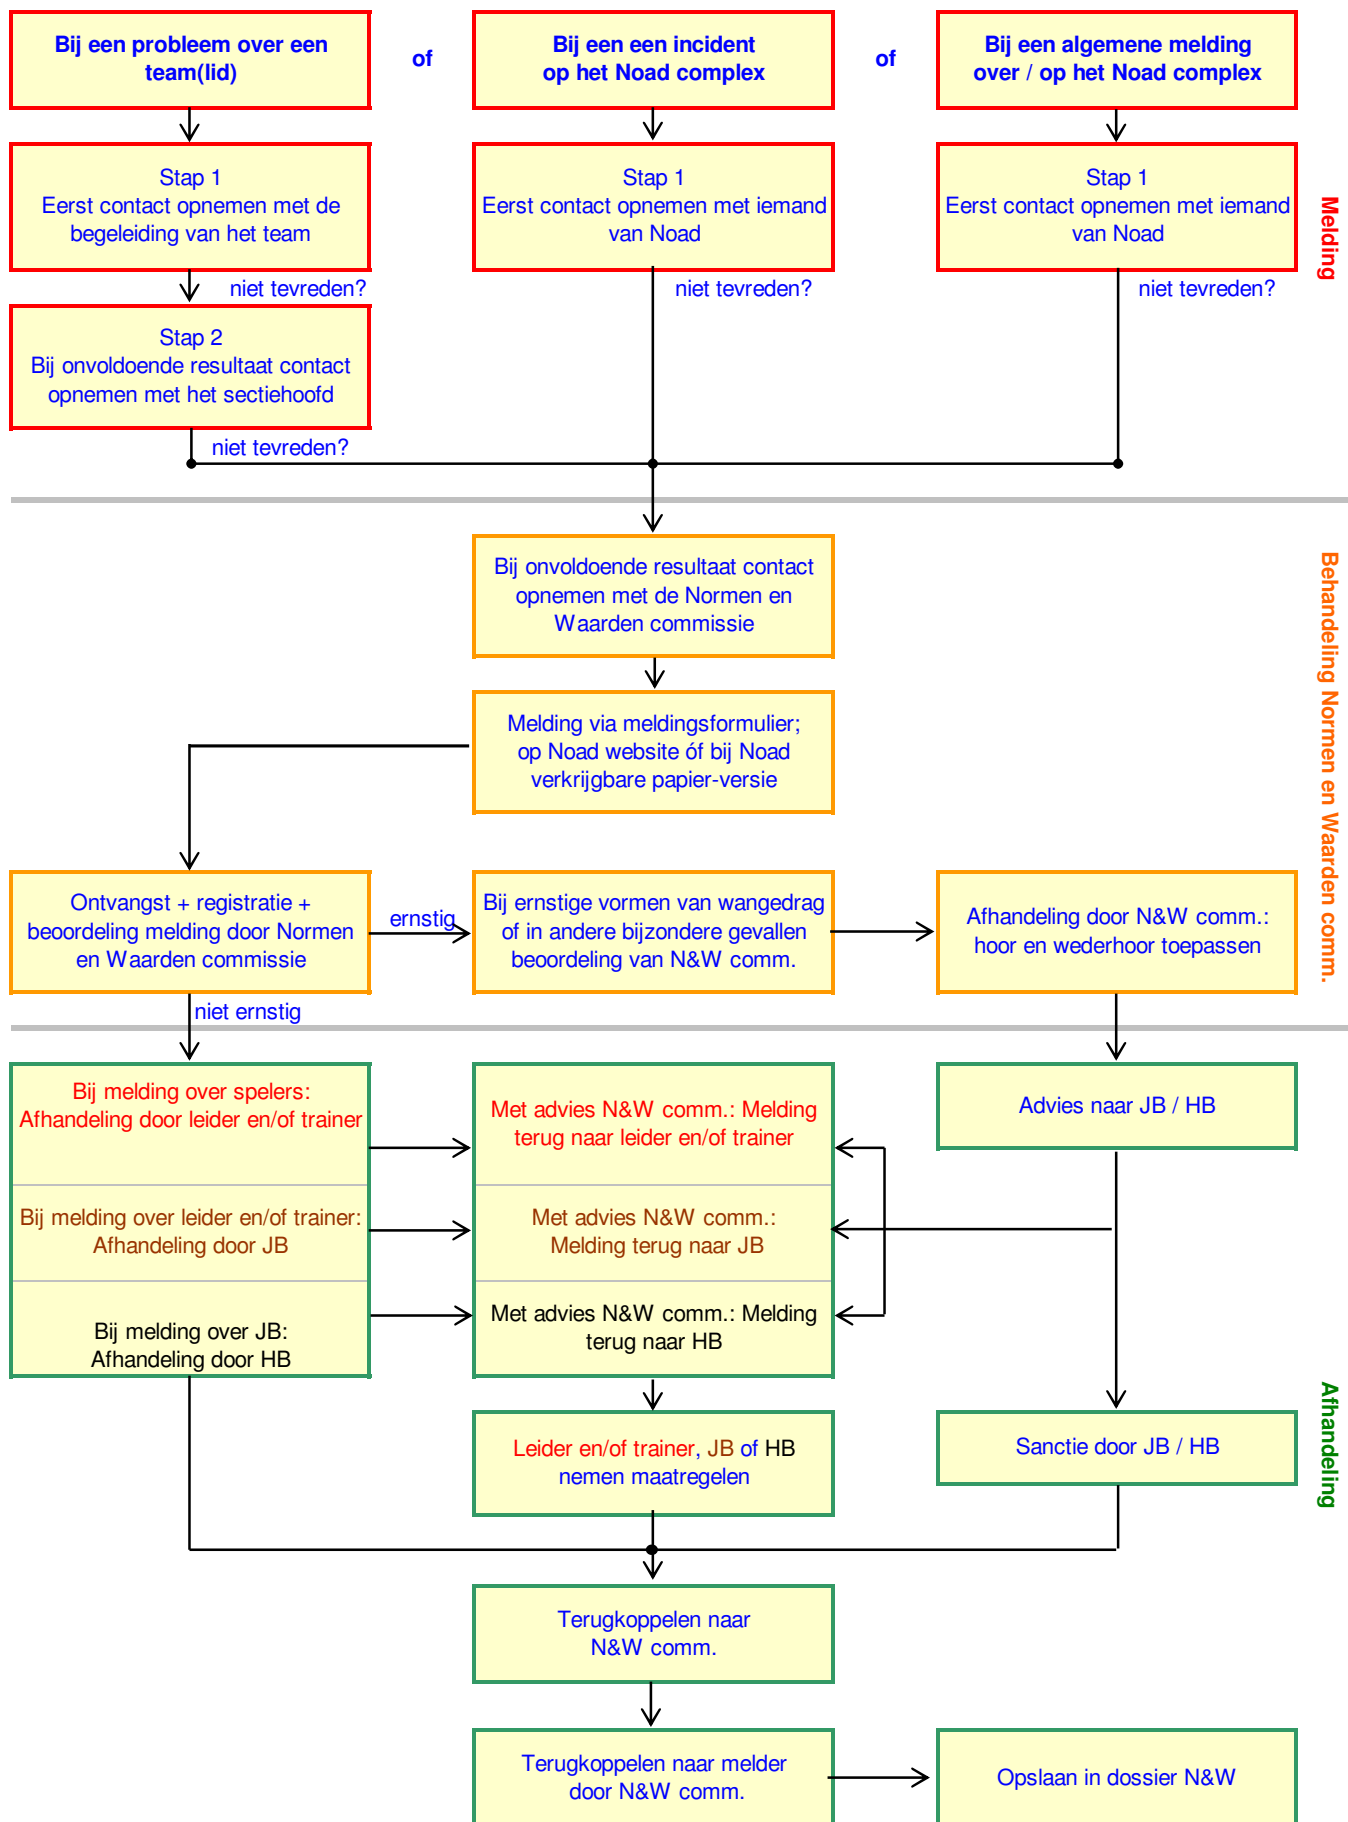 Bij een probleem over een
team(lid)
of
Bij een een incident
op het Noad complex
of
Bij een algemene melding
over / op het Noad complex
Stap 1
Eerst contact opnemen met de
begeleiding van het team
Stap 1
Eerst contact opnemen met iemand
van Noad
Stap 1
Eerst contact opnemen met iemand
van Noad
Melding
niet tevreden?
niet tevreden?
niet tevreden?
Stap 2
Bij onvoldoende resultaat contact
opnemen met het sectiehoofd
niet tevreden?
Bij onvoldoende resultaat contact
opnemen met de Normen en
Waarden commissie
Behandeling Normen en Waarden comm.
Melding via meldingsformulier;
op Noad website óf bij Noad
verkrijgbare papier-versie
Ontvangst + registratie +
beoordeling melding door Normen
en Waarden commissie
ernstig
Bij ernstige vormen van wangedrag
of in andere bijzondere gevallen
beoordeling van N&W comm.
Afhandeling door N&W comm.:
hoor en wederhoor toepassen
niet ernstig
Bij melding over spelers:
Afhandeling door leider en/of trainer
Met advies N&W comm.: Melding
terug naar leider en/of trainer
Advies naar JB / HB
Bij melding over leider en/of trainer:
Afhandeling door JB
Met advies N&W comm.:
Melding terug naar JB
Bij melding over JB:
Afhandeling door HB
Met advies N&W comm.: Melding
terug naar HB
Afhandeling
Leider en/of trainer, JB of HB
nemen maatregelen
Sanctie door JB / HB
Terugkoppelen naar
N&W comm.
Terugkoppelen naar melder
door N&W comm.
Opslaan in dossier N&W